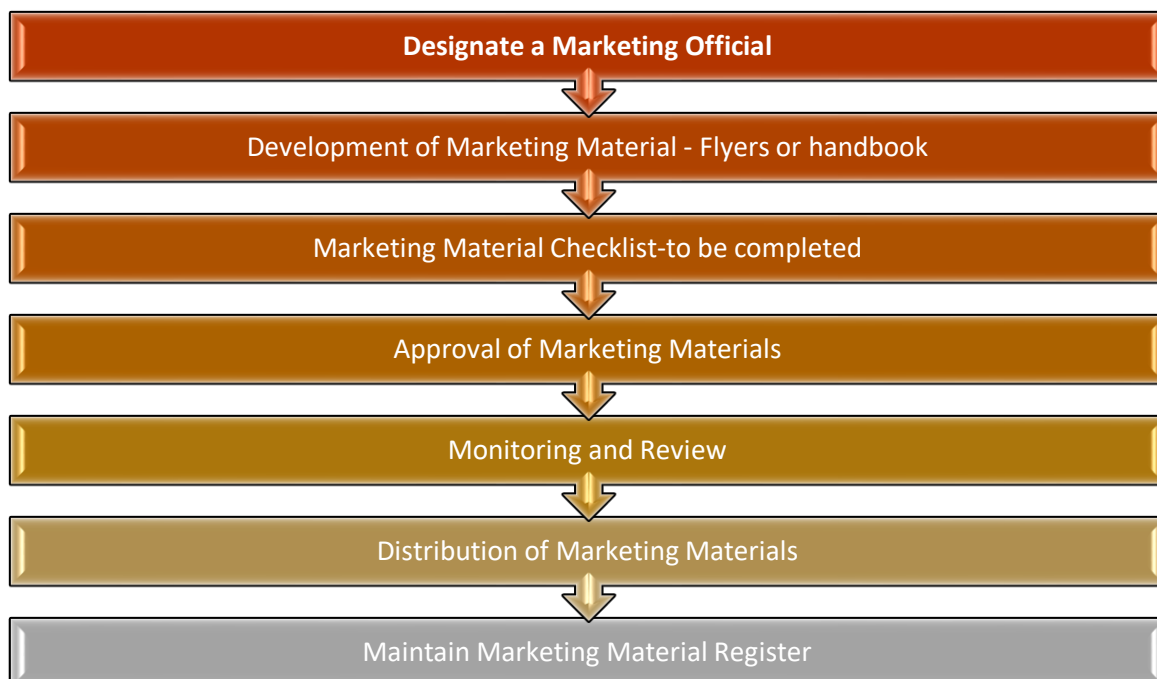 Designate a Marketing Official
Development of Marketing Material - Flyers or handbook
Marketing Material Checklist-to be completed
Approval of Marketing Materials
Monitoring and Review
Distribution of Marketing Materials
Maintain Marketing Material Register